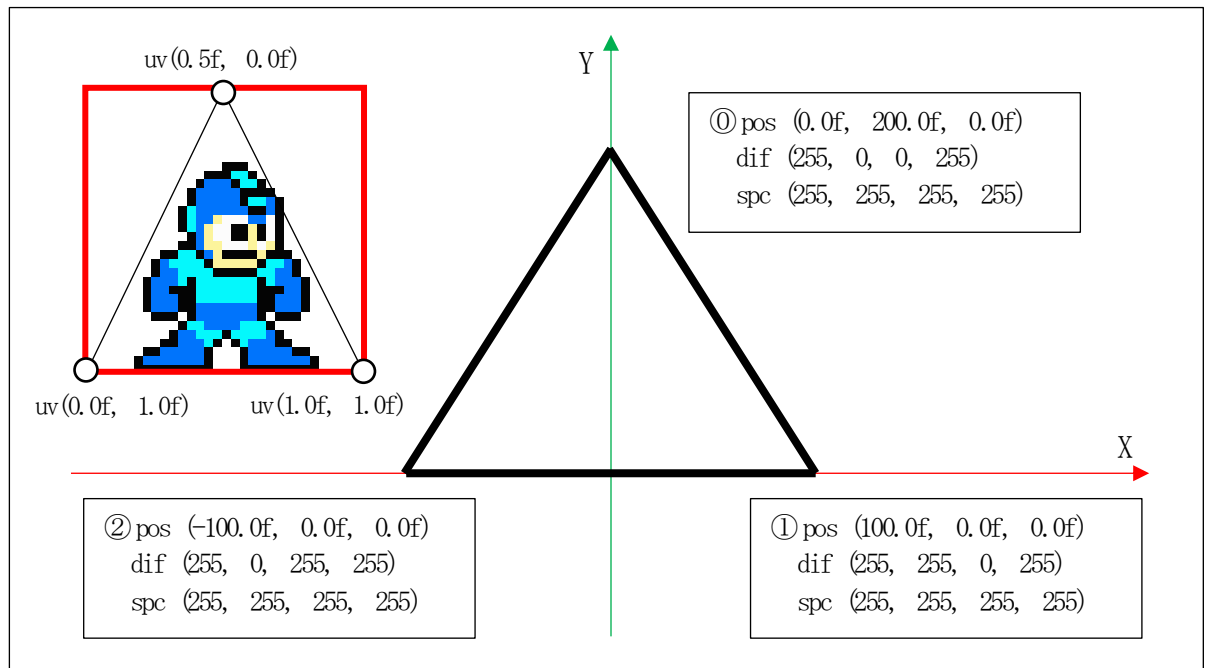 uv(0.5f, 0.0f)
Y
⓪pos (0.0f, 200.0f, 0.0f)
dif (255, 0, 0, 255)
spc (255, 255, 255, 255)
uv(0.0f, 1.0f)
uv(1.0f, 1.0f)
X
②pos (-100.0f, 0.0f, 0.0f)
dif (255, 0, 255, 255)
spc (255, 255, 255, 255)
①pos (100.0f, 0.0f, 0.0f)
dif (255, 255, 0, 255)
spc (255, 255, 255, 255)